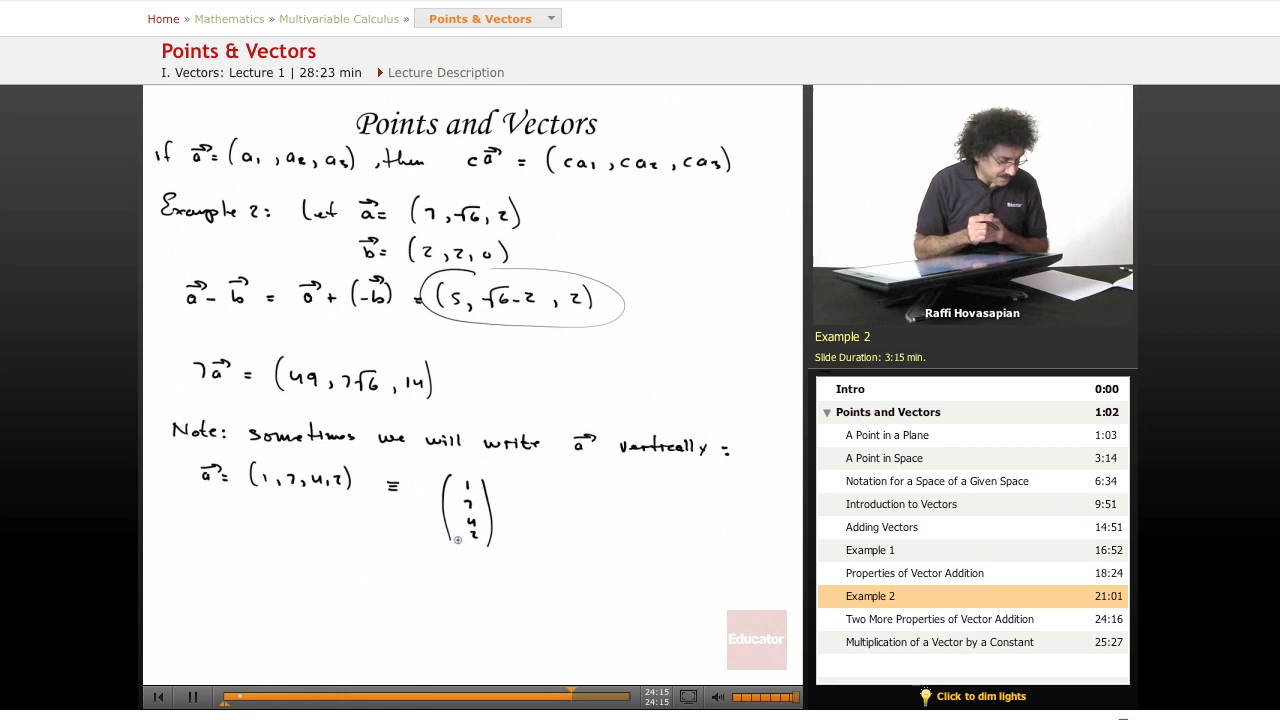 Home » Mathematics » Multivariable Calculus » Points & Vectors
Points & Vectors
I. Vectors: Lecture 1 | 28:23 min Lecture Description
Points and Vectors
If a⃗ = (a₁, a₂, a₃), then ca⃗ = (ca₁, ca₂, ca₃)
Example 2: Let a⃗ = (7, √6, 2)
b⃗ = (2, 2, 0)
a⃗ - b⃗ = a⃗ + (-b⃗) = (5, √6-2, 2)
7a⃗ = (49, 7√6, 14)
Note: sometimes we will write a⃗ vertically:
a⃗ = (1, 7, 4, 2) ≡
1
7
4
2
Educator
24:15
24:15
Raffi Hovasapian
Example 2
Slide Duration: 3:15 min.
Intro 0:00
Points and Vectors 1:02
A Point in a Plane 1:03
A Point in Space 3:14
Notation for a Space of a Given Space 6:34
Introduction to Vectors 9:51
Adding Vectors 14:51
Example 1 16:52
Properties of Vector Addition 18:24
Example 2 21:01
Two More Properties of Vector Addition 24:16
Multiplication of a Vector by a Constant 25:27
Click to dim lights